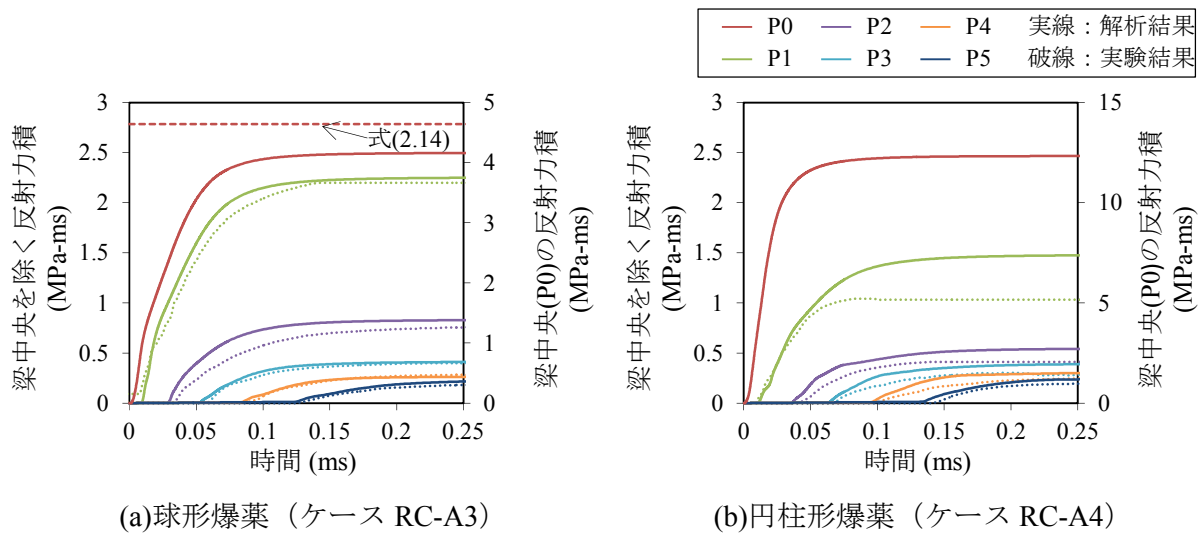 P0 P2 P4 実線：解析結果
P1 P3 P5 破線：実験結果
梁中央を除く反射力積
(MPa-ms)
3
2.5
2
1.5
1
0.5
0
5
4
3
2
1
0
梁中央(P0)の反射力積
(MPa-ms)
式(2.14)
0 0.05 0.1 0.15 0.2 0.25
時間 (ms)
(a)球形爆薬（ケース RC-A3）
梁中央を除く反射力積
(MPa-ms)
3
2.5
2
1.5
1
0.5
0
15
10
5
0
梁中央(P0)の反射力積
(MPa-ms)
0 0.05 0.1 0.15 0.2 0.25
時間 (ms)
(b)円柱形爆薬（ケース RC-A4）